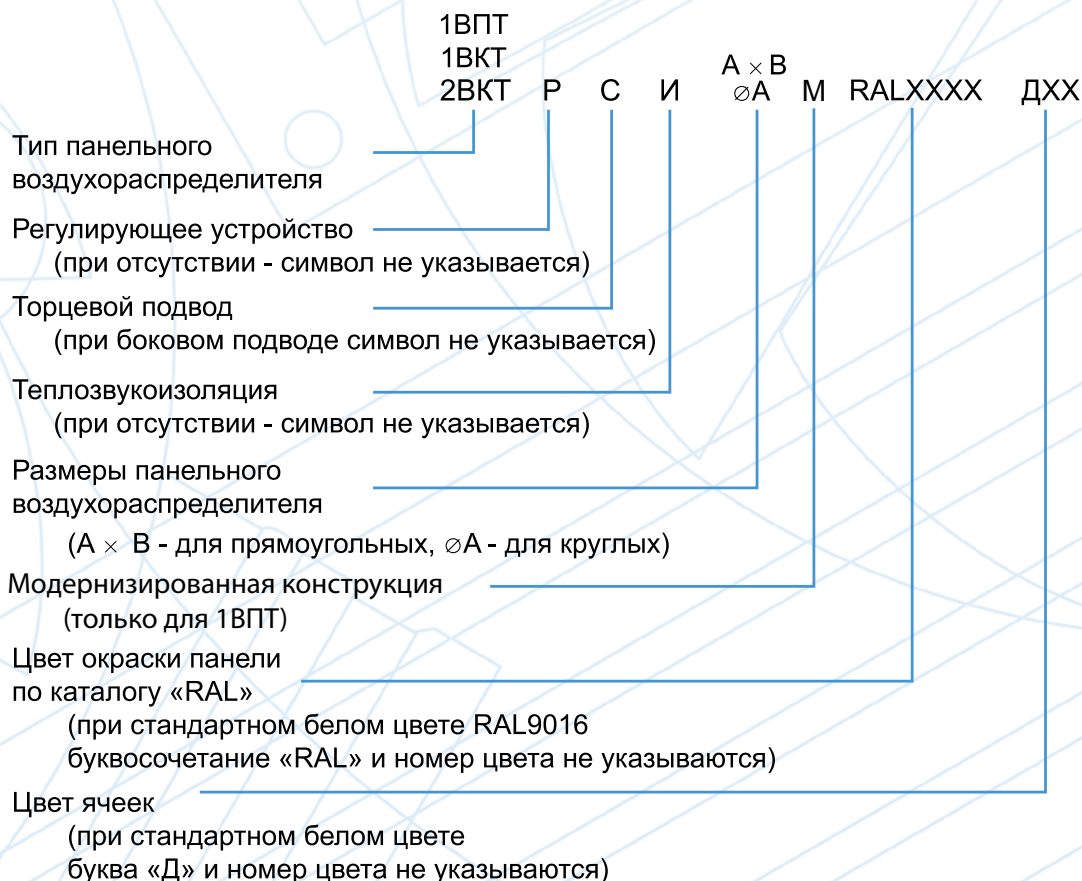 1ВПТ
1ВКТ
А × В
2ВКТ Р С И ∅А М RALXXXX ДХХ
Тип панельного
воздухораспределителя
Регулирующее устройство
(при отсутствии - символ не указывается)
Торцевой подвод
(при боковом подводе символ не указывается)
Теплозвукоизоляция
(при отсутствии - символ не указывается)
Размеры панельного
воздухораспределителя
(А × В - для прямоугольных, ∅А - для круглых)
Модернизированная конструкция
(только для 1ВПТ)
Цвет окраски панели
по каталогу «RAL»
(при стандартном белом цвете RAL9016
буквосочетание «RAL» и номер цвета не указываются)
Цвет ячеек
(при стандартном белом цвете
буква «Д» и номер цвета не указываются)